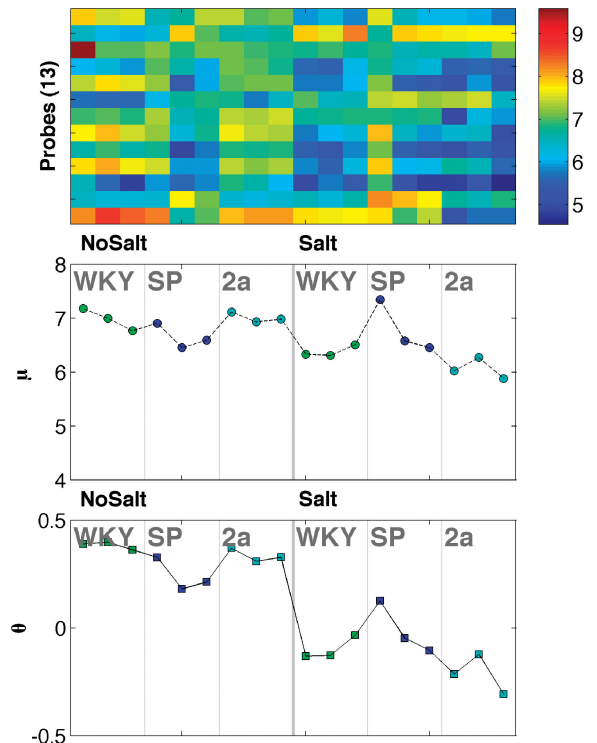 Probes (13)
9
8
7
6
5
NoSalt Salt
8
7
6
5
4
μ
WKY SP 2a WKY SP 2a
NoSalt Salt
0.5
0
-0.5
θ
WKY SP 2a WKY SP 2a